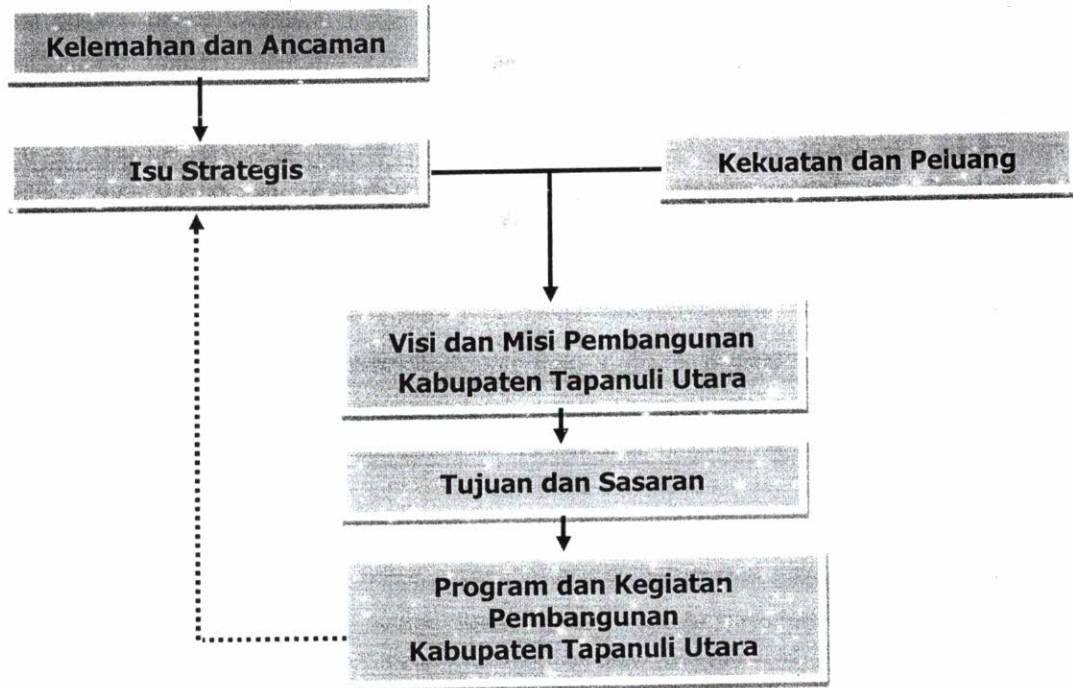 Kelemahan dan Ancaman
Isu Strategis
Kekuatan dan Peluang
Visi dan Misi Pembangunan
Kabupaten Tapanuli Utara
Tujuan dan Sasaran
Program dan Kegiatan
Pembangunan
Kabupaten Tapanuli Utara